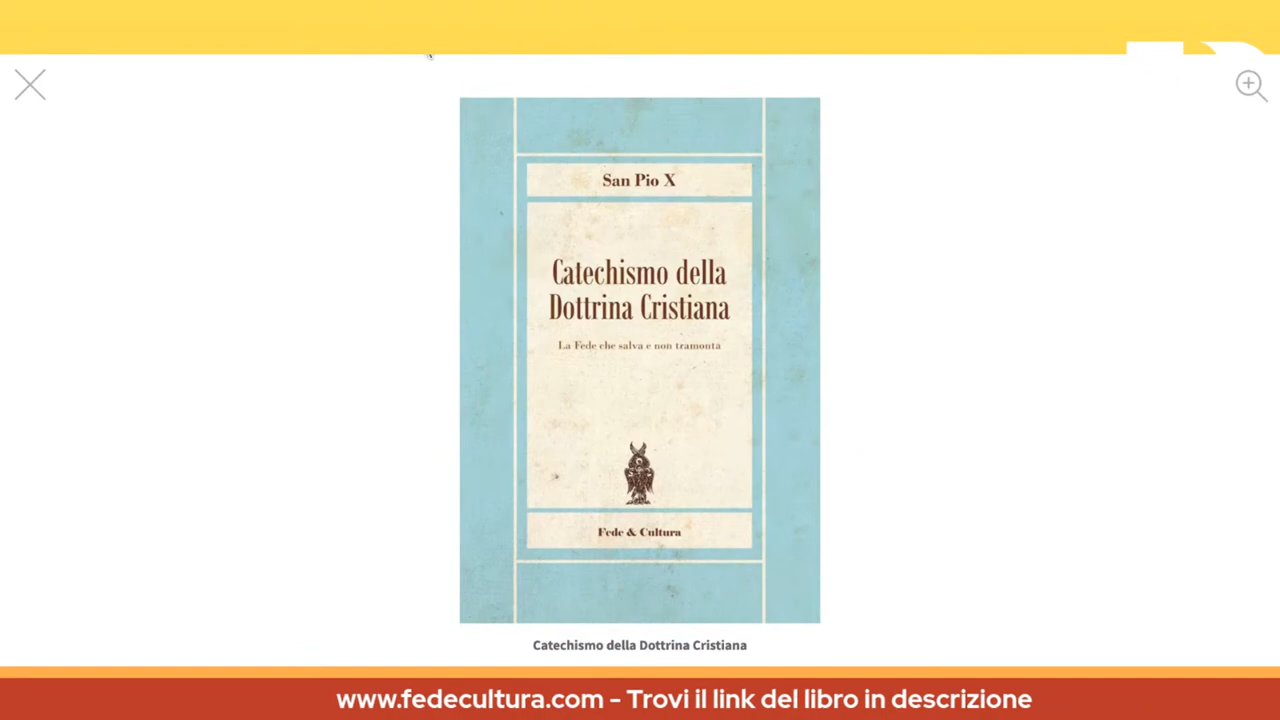 San Pio X
Catechismo della
Dottrina Cristiana
La Fede che salva e non tramonta
Fede & Cultura
Catechismo della Dottrina Cristiana
www.fedecultura.com - Trovi il link del libro in descrizione